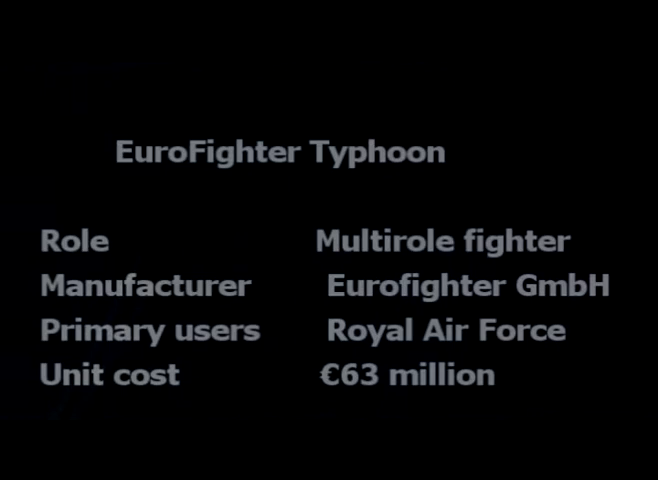 EuroFighter Typhoon
Role Multirole fighter
Manufacturer Eurofighter GmbH
Primary users Royal Air Force
Unit cost €63 million